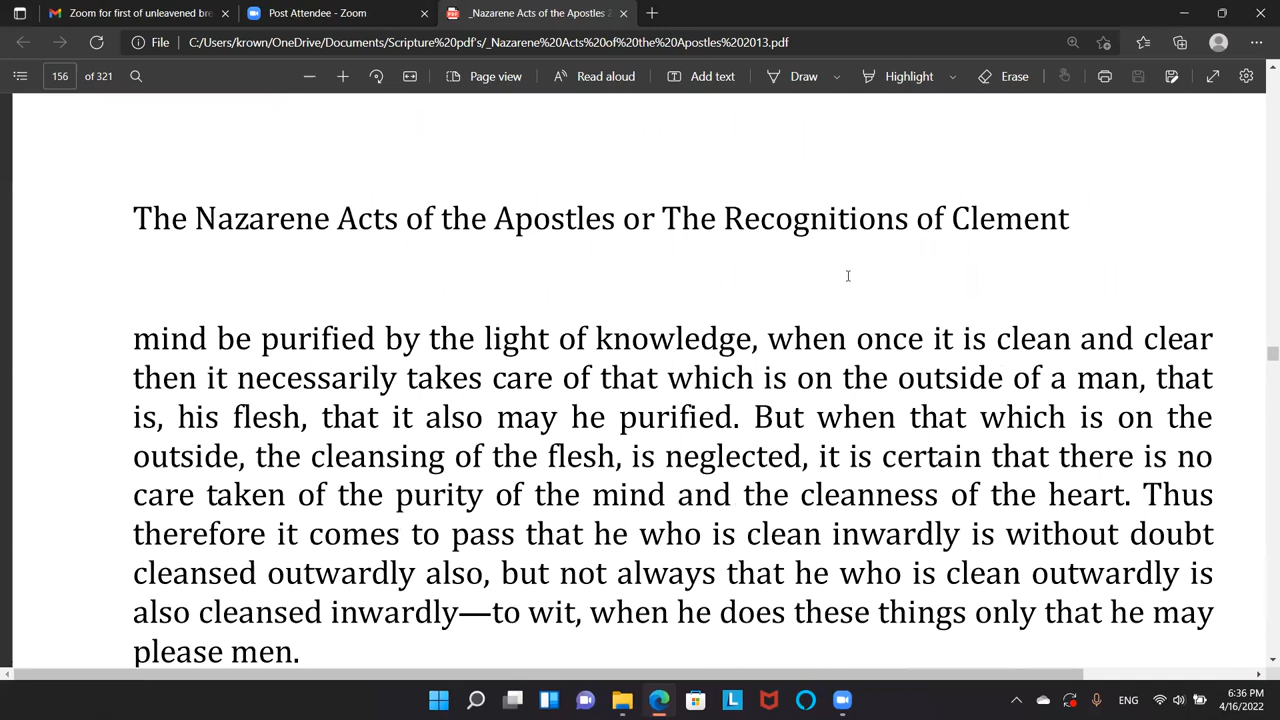 Zoom for first of unleavened bre
Post Attendee - Zoom
_Nazarene Acts of the Apostles 2
File
C:/Users/krown/OneDrive/Documents/Scripture%20pdf's/_Nazarene%20Acts%20of%20the%20Apostles%202013.pdf
156 of 321
Page view
Read aloud
Add text
Draw
Highlight
Erase
The Nazarene Acts of the Apostles or The Recognitions of Clement
mind be purified by the light of knowledge, when once it is clean and clear
then it necessarily takes care of that which is on the outside of a man, that
is, his flesh, that it also may he purified. But when that which is on the
outside, the cleansing of the flesh, is neglected, it is certain that there is no
care taken of the purity of the mind and the cleanness of the heart. Thus
therefore it comes to pass that he who is clean inwardly is without doubt
cleansed outwardly also, but not always that he who is clean outwardly is
also cleansed inwardly—to wit, when he does these things only that he may
please men.
ENG
6:36 PM
4/16/2022